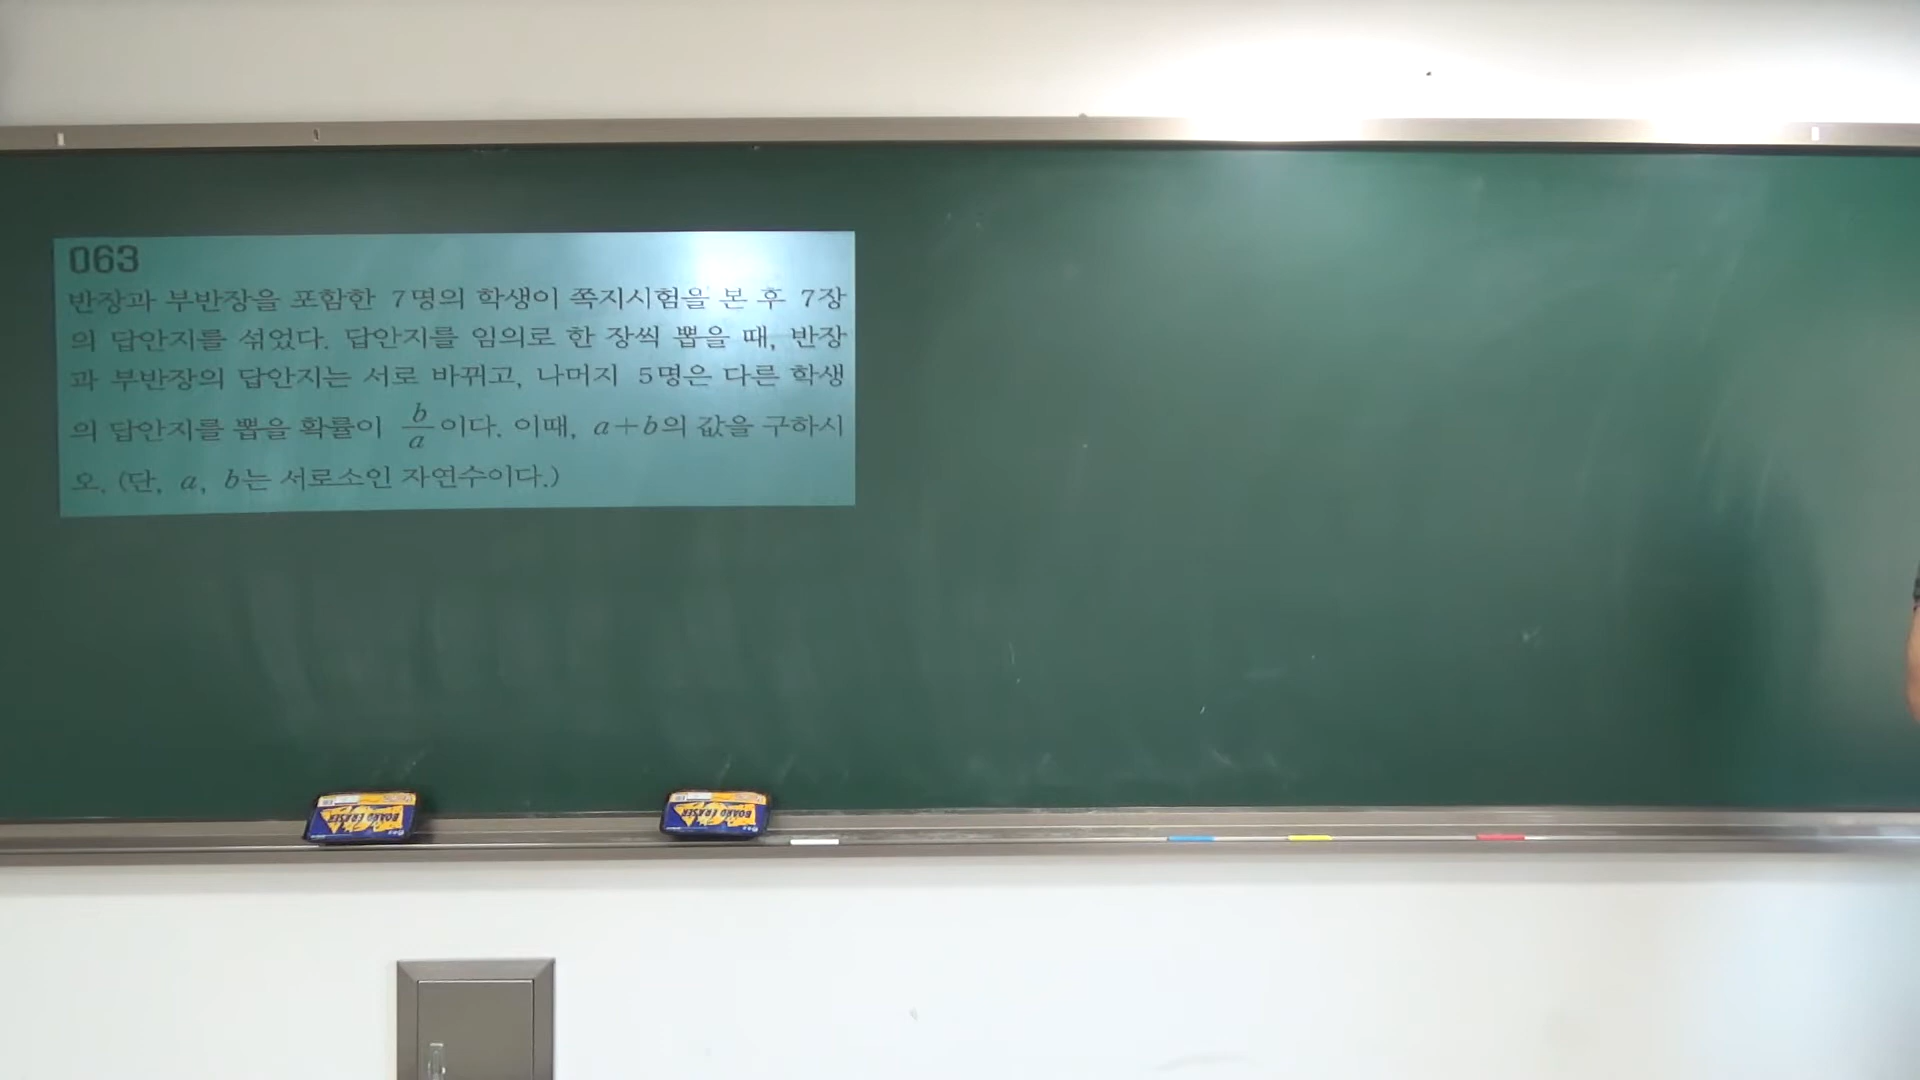 063
반장과 부반장을 포함한 7명의 학생이 쪽지시험을 본 후 7장
의 답안지를 섞었다. 답안지를 임의로 한 장씩 뽑을 때, 반장
과 부반장의 답안지는 서로 바뀌고, 나머지 5명은 다른 학생
의 답안지를 뽑을 확률이 b/a이다. 이때, a+b의 값을 구하시
오. (단, a, b는 서로소인 자연수이다.)
BOARD ERASER
BOARD ERASER